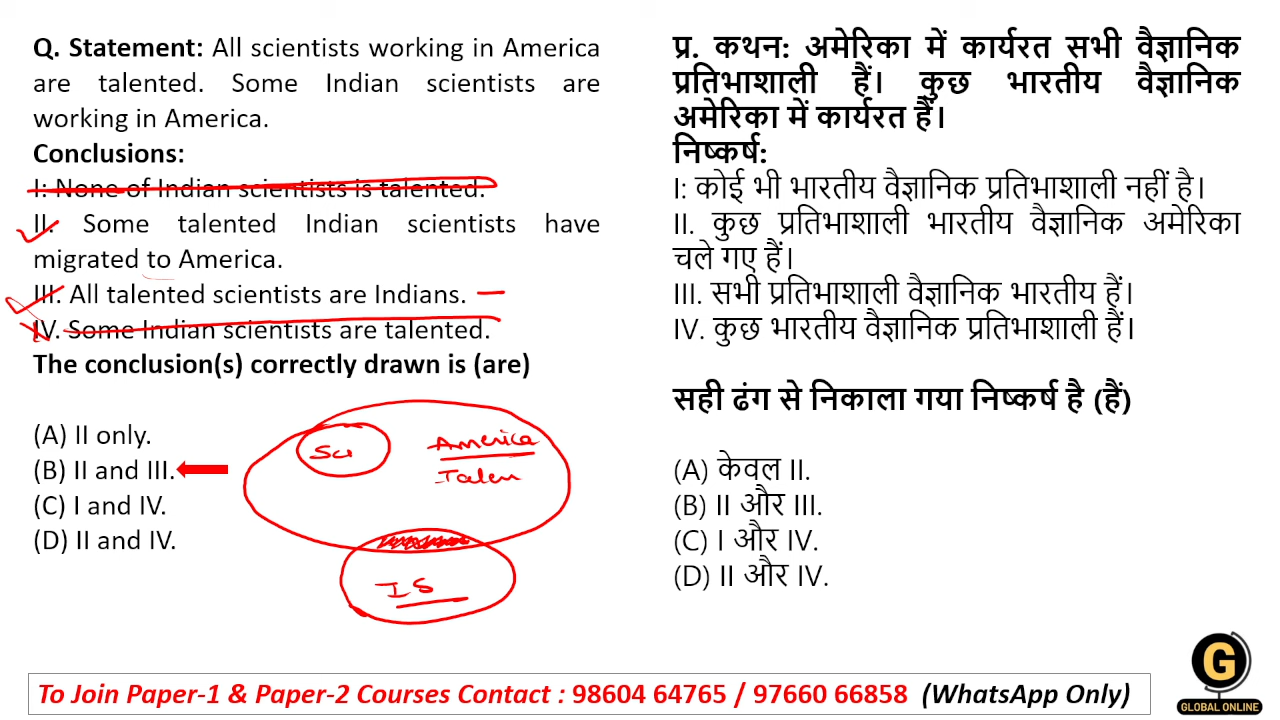 Q. Statement: All scientists working in America
are talented. Some Indian scientists are
working in America.
Conclusions:
I: None of Indian scientists is talented.
II. Some talented Indian scientists have
migrated to America.
III. All talented scientists are Indians.
IV. Some Indian scientists are talented.
The conclusion(s) correctly drawn is (are)
(A) II only.
(B) II and III.
(C) I and IV.
(D) II and IV.
Sci
America
Talen
I S
प्र. कथन: अमेरिका में कार्यरत सभी वैज्ञानिक
प्रतिभाशाली हैं। कुछ भारतीय वैज्ञानिक
अमेरिका में कार्यरत हैं।
निष्कर्ष:
I: कोई भी भारतीय वैज्ञानिक प्रतिभाशाली नहीं है।
II. कुछ प्रतिभाशाली भारतीय वैज्ञानिक अमेरिका
चले गए हैं।
III. सभी प्रतिभाशाली वैज्ञानिक भारतीय हैं।
IV. कुछ भारतीय वैज्ञानिक प्रतिभाशाली हैं।
सही ढंग से निकाला गया निष्कर्ष है (हैं)
(A) केवल II.
(B) II और III.
(C) I और IV.
(D) II और IV.
To Join Paper-1 & Paper-2 Courses Contact : 98604 64765 / 97660 66858 (WhatsApp Only)
G
GLOBAL ONLINE